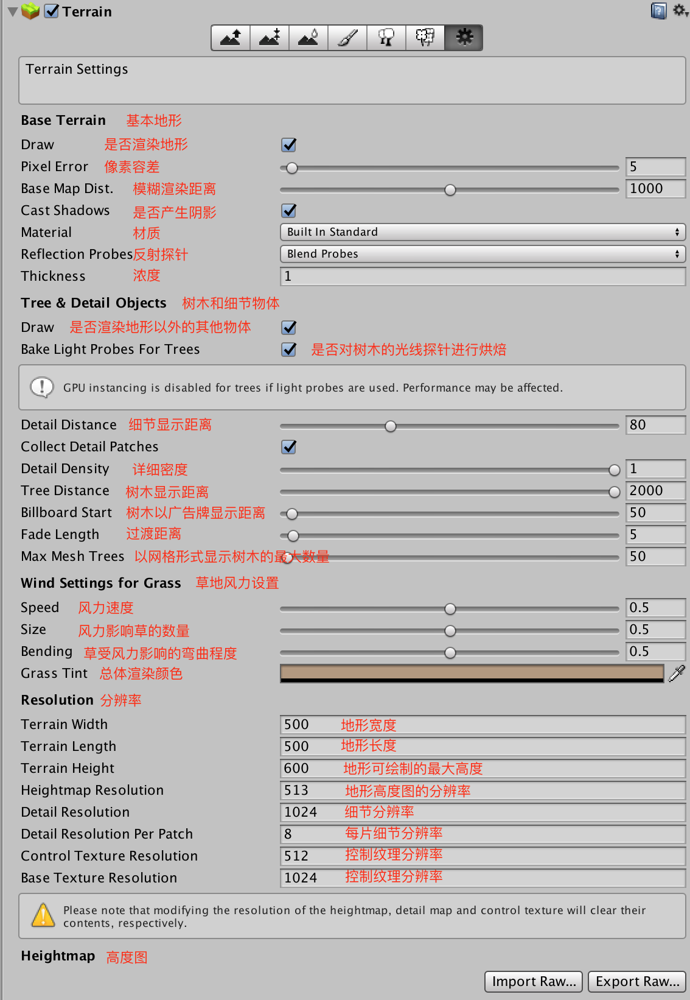 Terrain
Terrain Settings
Base Terrain 基本地形
Draw 是否渲染地形
Pixel Error 像素容差 5
Base Map Dist. 模糊渲染距离 1000
Cast Shadows 是否产生阴影
Material 材质 Built In Standard
Reflection Probes 反射探针 Blend Probes
Thickness 浓度 1
Tree & Detail Objects 树木和细节物体
Draw 是否渲染地形以外的其他物体
Bake Light Probes For Trees 是否对树木的光线探针进行烘焙
GPU instancing is disabled for trees if light probes are used. Performance may be affected.
Detail Distance 细节显示距离 80
Collect Detail Patches
Detail Density 详细密度 1
Tree Distance 树木显示距离 2000
Billboard Start 树木以广告牌显示距离 50
Fade Length 过渡距离 5
Max Mesh Trees 以网格形式显示树木的最大数量 50
Wind Settings for Grass 草地风力设置
Speed 风力速度 0.5
Size 风力影响草的数量 0.5
Bending 草受风力影响的弯曲程度 0.5
Grass Tint 总体渲染颜色
Resolution 分辨率
Terrain Width 500 地形宽度
Terrain Length 500 地形长度
Terrain Height 600 地形可绘制的最大高度
Heightmap Resolution 513 地形高度图的分辨率
Detail Resolution 1024 细节分辨率
Detail Resolution Per Patch 8 每片细节分辨率
Control Texture Resolution 512 控制纹理分辨率
Base Texture Resolution 1024 控制纹理分辨率
Please note that modifying the resolution of the heightmap, detail map and control texture will clear their
contents, respectively.
Heightmap 高度图
Import Raw... Export Raw...